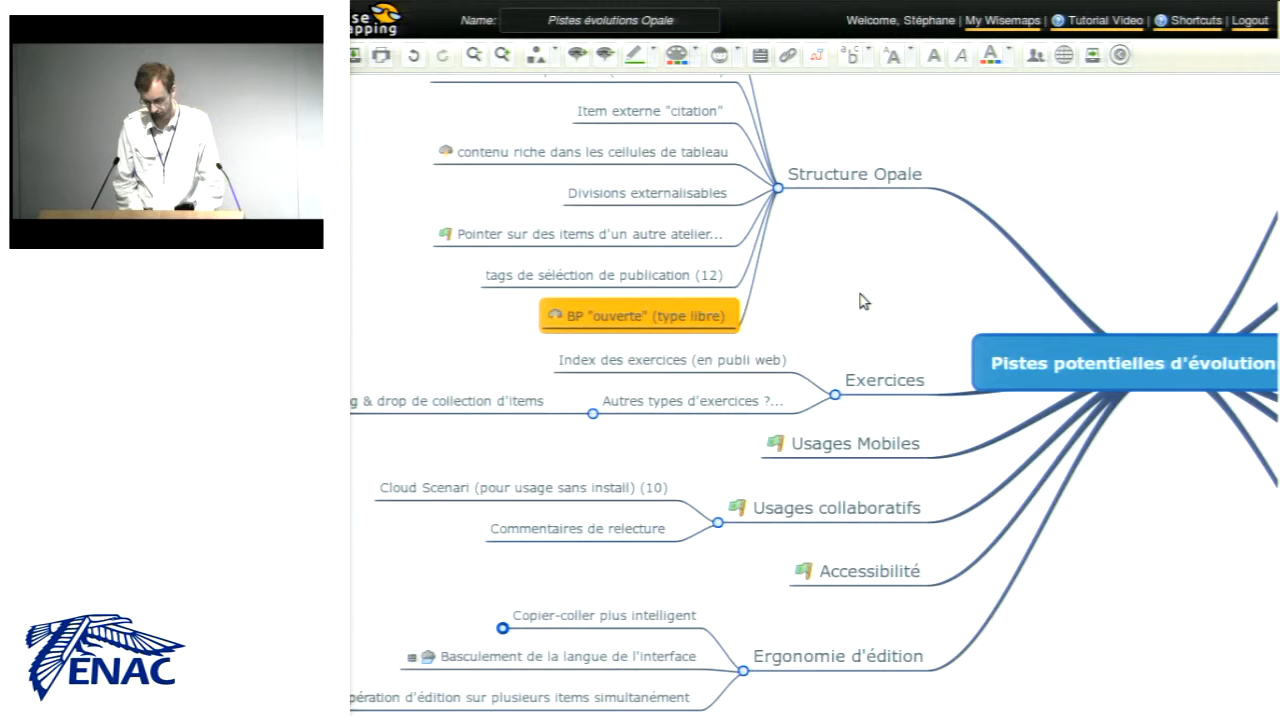 Name: Pistes évolutions Opale
Welcome, Stéphane | My Wisemaps | Tutorial Video | Shortcuts | Logout
Item externe "citation"
contenu riche dans les cellules de tableau
Divisions externalisables
Pointer sur des items d'un autre atelier...
tags de séléction de publication (12)
BP "ouverte" (type libre)
Structure Opale
Pistes potentielles d'évolution
Index des exercices (en publi web)
g & drop de collection d'items
Autres types d'exercices ?...
Exercices
Usages Mobiles
Cloud Scenari (pour usage sans install) (10)
Commentaires de relecture
Usages collaboratifs
Accessibilité
Copier-coller plus intelligent
Basculement de la langue de l'interface
pération d'édition sur plusieurs items simultanément
Ergonomie d'édition
ENAC